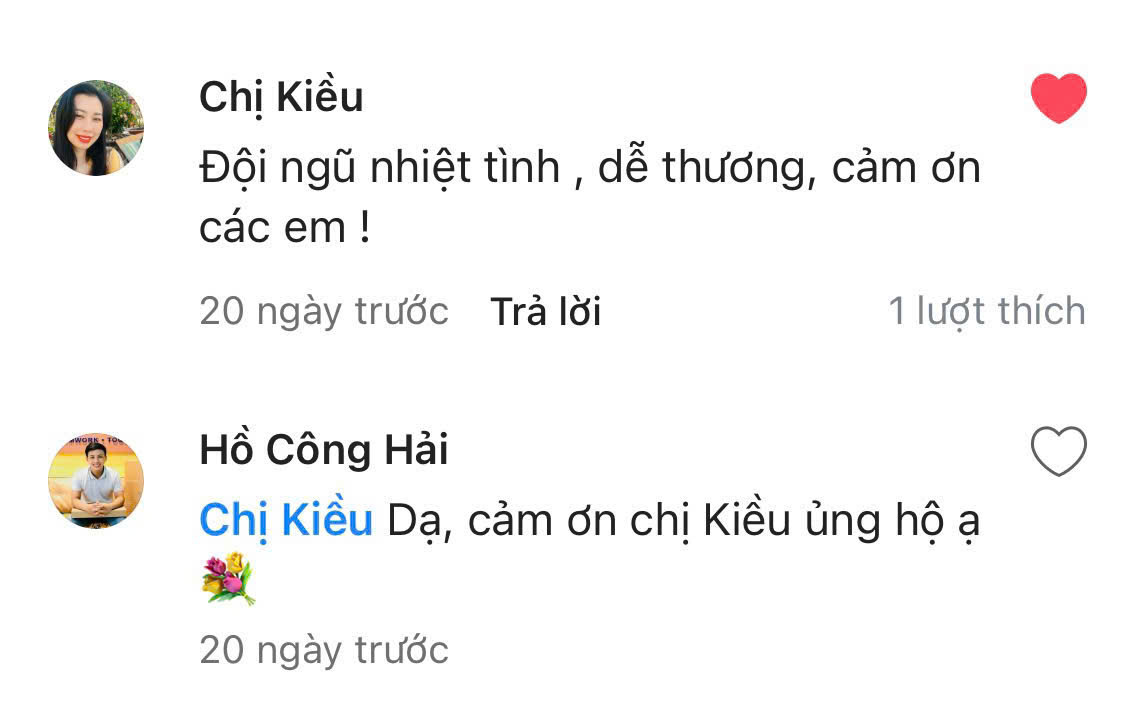 Chị Kiều
Đội ngũ nhiệt tình , dễ thương, cảm ơn
các em !
20 ngày trước Trả lời 1 lượt thích
Hồ Công Hải
Chị Kiều Dạ, cảm ơn chị Kiều ủng hộ ạ
💐
20 ngày trước